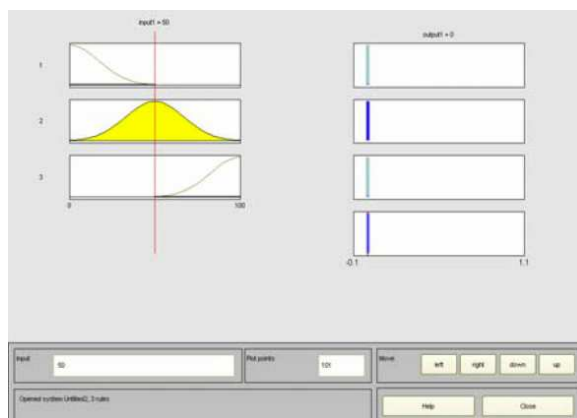 input1 = 50
output1 = 0
1
2
3
0
100
-0.1
1.1
Input:
50
Plot points:
101
Move:
left
right
down
up
Opened system Untitled2, 3 rules
Help
Close